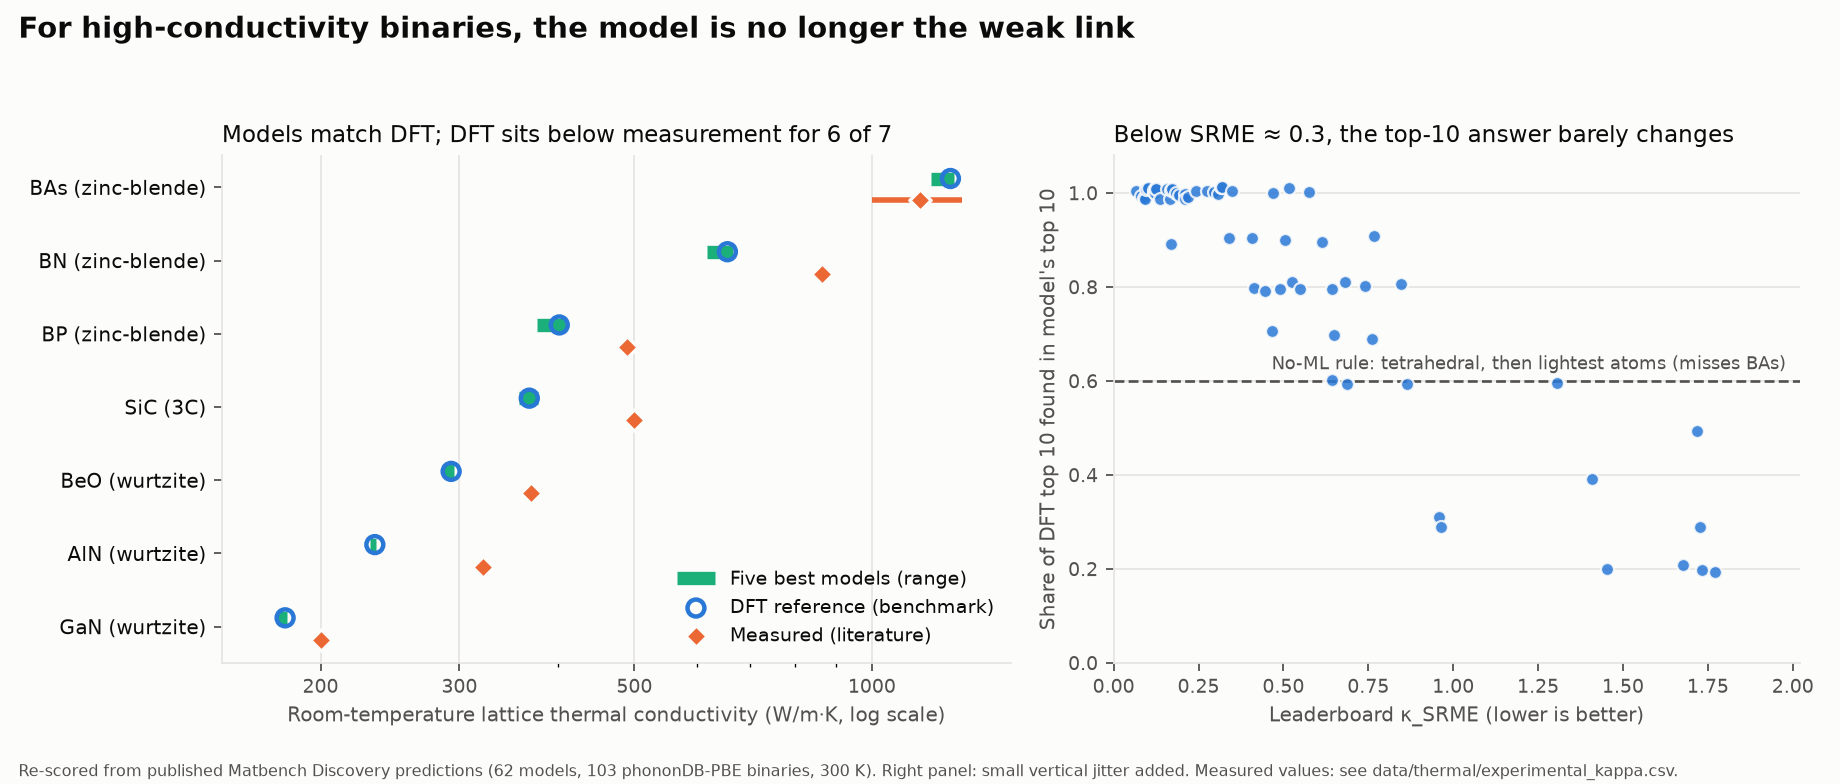 For high-conductivity binaries, the model is no longer the weak link
Models match DFT; DFT sits below measurement for 6 of 7
BAs (zinc-blende)
BN (zinc-blende)
BP (zinc-blende)
SiC (3C)
BeO (wurtzite)
AlN (wurtzite)
GaN (wurtzite)
Five best models (range)
DFT reference (benchmark)
Measured (literature)
200
300
500
1000
Room-temperature lattice thermal conductivity (W/m·K, log scale)
Below SRME ≈ 0.3, the top-10 answer barely changes
Share of DFT top 10 found in model's top 10
1.0
0.8
0.6
0.4
0.2
0.0
No-ML rule: tetrahedral, then lightest atoms (misses BAs)
0.00
0.25
0.50
0.75
1.00
1.25
1.50
1.75
2.00
Leaderboard κ_SRME (lower is better)
Re-scored from published Matbench Discovery predictions (62 models, 103 phononDB-PBE binaries, 300 K). Right panel: small vertical jitter added. Measured values: see data/thermal/experimental_kappa.csv.